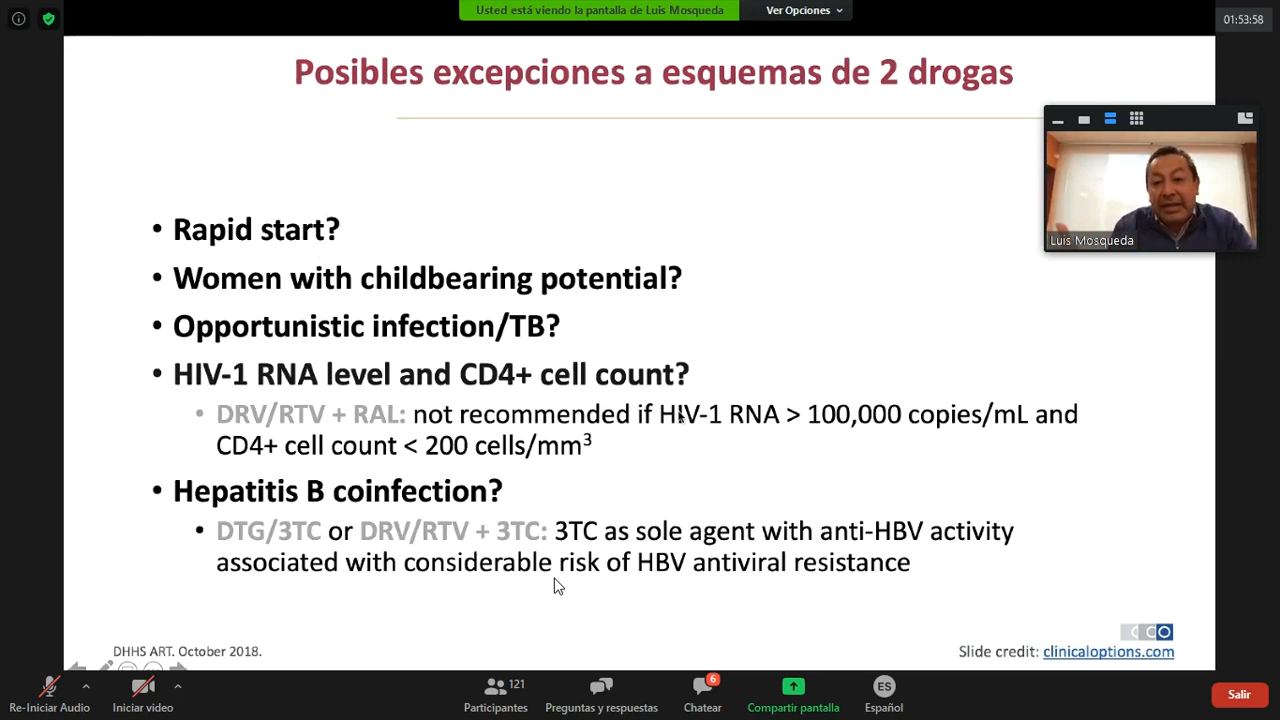 Usted está viendo la pantalla de Luis Mosqueda
Ver Opciones
01:53:58
Posibles excepciones a esquemas de 2 drogas
Luis Mosqueda
• Rapid start?
• Women with childbearing potential?
• Opportunistic infection/TB?
• HIV-1 RNA level and CD4+ cell count?
• DRV/RTV + RAL: not recommended if HIV-1 RNA > 100,000 copies/mL and
CD4+ cell count < 200 cells/mm³
• Hepatitis B coinfection?
• DTG/3TC or DRV/RTV + 3TC: 3TC as sole agent with anti-HBV activity
associated with considerable risk of HBV antiviral resistance
CCO
DHHS ART. October 2018.
Slide credit: clinicaloptions.com
Re-Iniciar Audio
Iniciar video
121
Participantes
Preguntas y respuestas
6
Chatear
Compartir pantalla
ES
Español
Salir